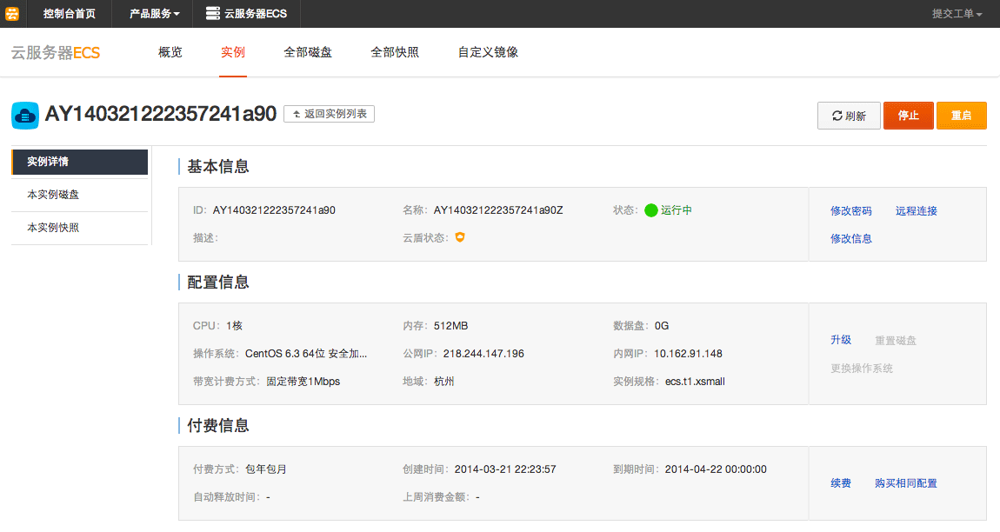 控制台首页 产品服务 云服务器ECS 提交工单
云服务器ECS 概览 实例 全部磁盘 全部快照 自定义镜像
AY140321222357241a90 返回实例列表 刷新 停止 重启
实例详情
本实例磁盘
本实例快照
基本信息
ID: AY140321222357241a90 名称: AY140321222357241a90Z 状态: 运行中 修改密码 远程连接
描述: 云盾状态: 修改信息
配置信息
CPU: 1核 内存: 512MB 数据盘: 0G
操作系统: CentOS 6.3 64位 安全加... 公网IP: 218.244.147.196 内网IP: 10.162.91.148
带宽计费方式: 固定带宽1Mbps 地域: 杭州 实例规格: ecs.t1.xsmall
升级 重置磁盘
更换操作系统
付费信息
付费方式: 包年包月 创建时间: 2014-03-21 22:23:57 到期时间: 2014-04-22 00:00:00
自动释放时间: - 上周消费金额: -
续费 购买相同配置